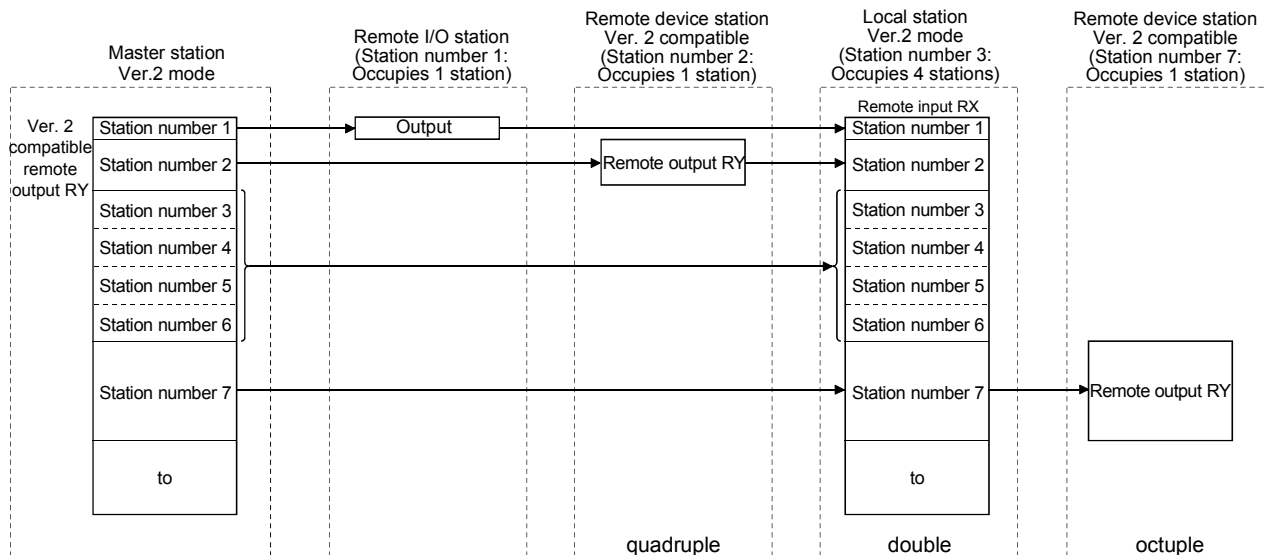 Master station
Ver.2 mode
Remote I/O station
(Station number 1:
Occupies 1 station)
Remote device station
Ver. 2 compatible
(Station number 2:
Occupies 1 station)
Local station
Ver.2 mode
(Station number 3:
Occupies 4 stations)
Remote device station
Ver. 2 compatible
(Station number 7:
Occupies 1 station)
Ver. 2
compatible
remote
output RY
Station number 1
Station number 2
Station number 3
Station number 4
Station number 5
Station number 6
Station number 7
to
Output
Remote output RY
Remote input RX
Station number 1
Station number 2
Station number 3
Station number 4
Station number 5
Station number 6
Station number 7
to
Remote output RY
quadruple
double
octuple